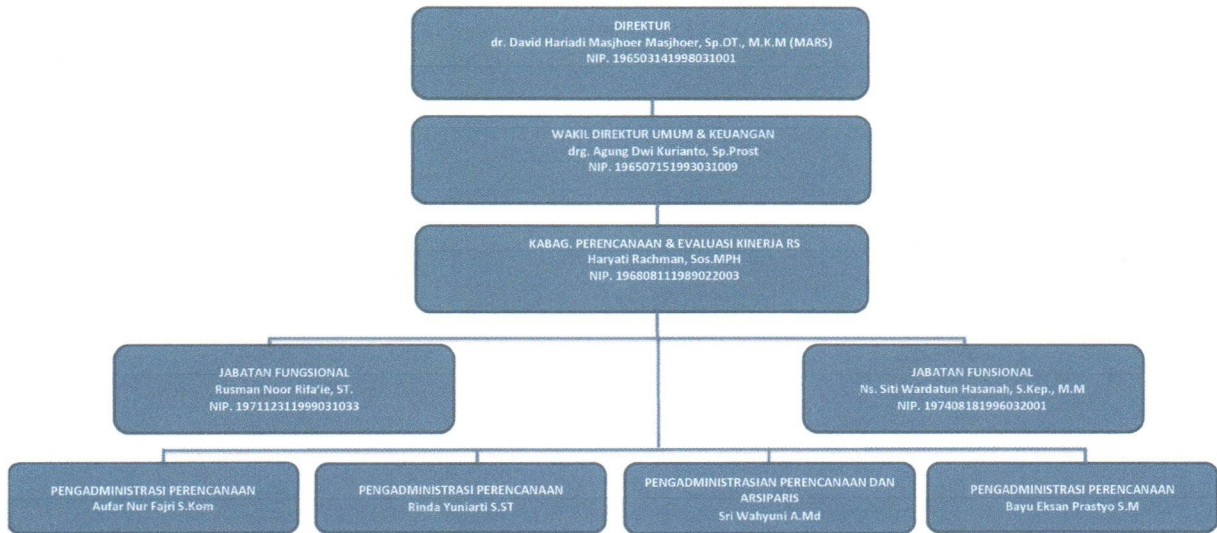 DIREKTUR
dr. David Hariadi Masjhoer Masjhoer, Sp.OT., M.K.M (MARS)
NIP. 196503141998031001
WAKIL DIREKTUR UMUM & KEUANGAN
drg. Agung Dwi Kurianto, Sp.Prost
NIP. 196507151993031009
KABAG. PERENCANAAN & EVALUASI KINERJA RS
Haryati Rachman, Sos.MPH
NIP. 196808111989022003
JABATAN FUNGSIONAL
Rusman Noor Rifa'ie, ST.
NIP. 197112311999031033
JABATAN FUNSIONAL
Ns. Siti Wardatun Hasanah, S.Kep., M.M
NIP. 197408181996032001
PENGADMINISTRASI PERENCANAAN
Aufar Nur Fajri S.Kom
PENGADMINISTRASI PERENCANAAN
Rinda Yuniarti S.ST
PENGADMINISTRASIAN PERENCANAAN DAN
ARSIPARIS
Sri Wahyuni A.Md
PENGADMINISTRASI PERENCANAAN
Bayu Eksan Prastyo S.M